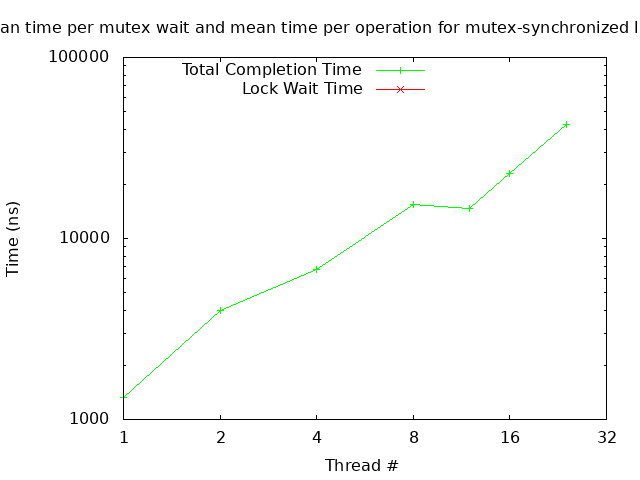 time per mutex wait and mean time per operation for mutex-synchronized
100000
Total Completion Time
Lock Wait Time
10000
Time (ns)
1000
1 2 4 8 16 32
Thread #